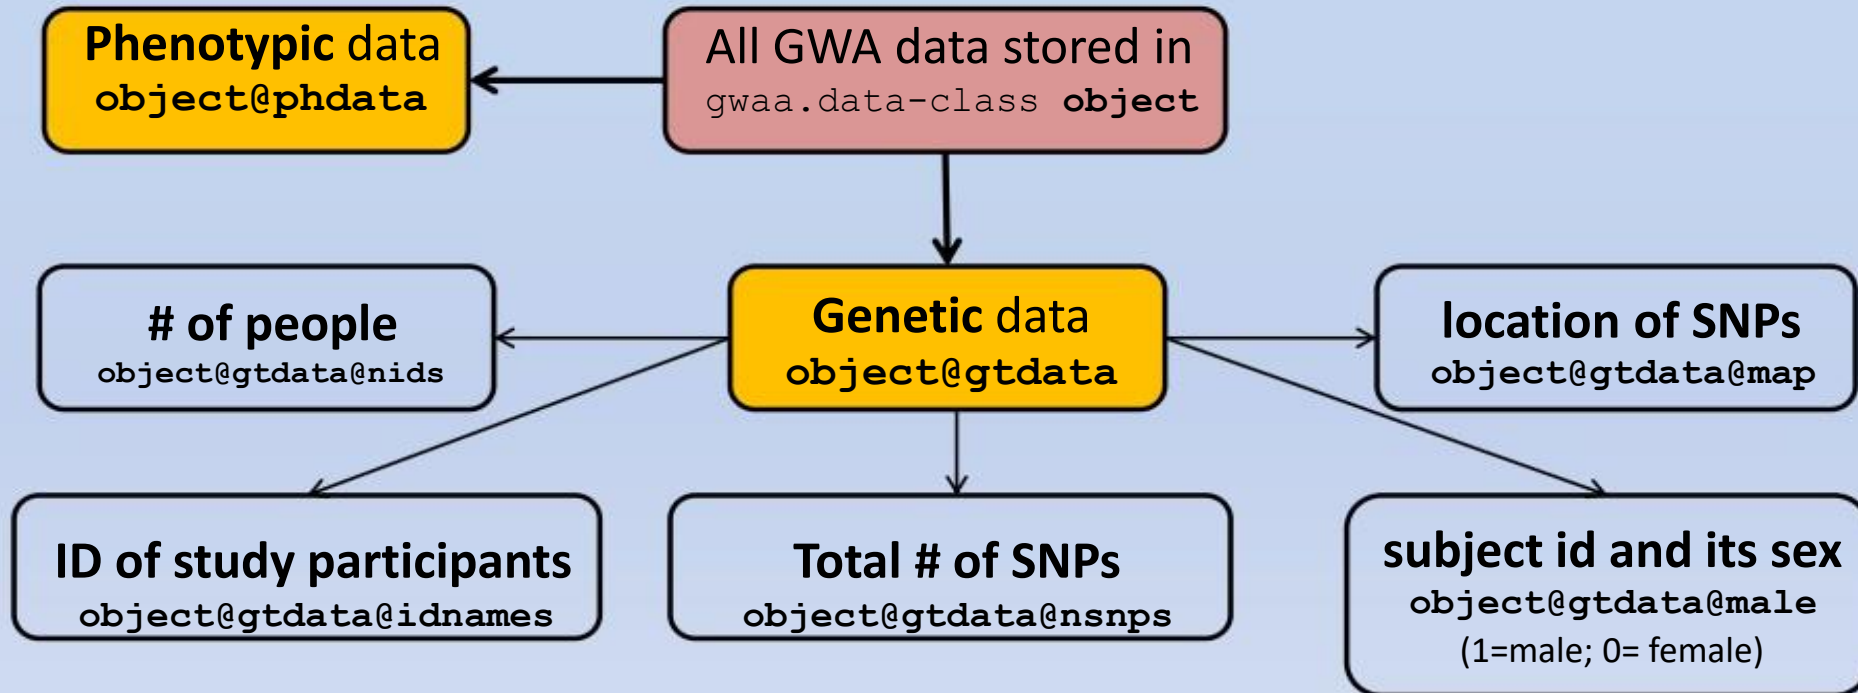 Phenotypic data
object@phdata
All GWA data stored in
gwaa.data-class object
# of people
object@gtdata@nids
Genetic data
object@gtdata
location of SNPs
object@gtdata@map
ID of study participants
object@gtdata@idnames
Total # of SNPs
object@gtdata@nsnps
subject id and its sex
object@gtdata@male
(1=male; 0= female)